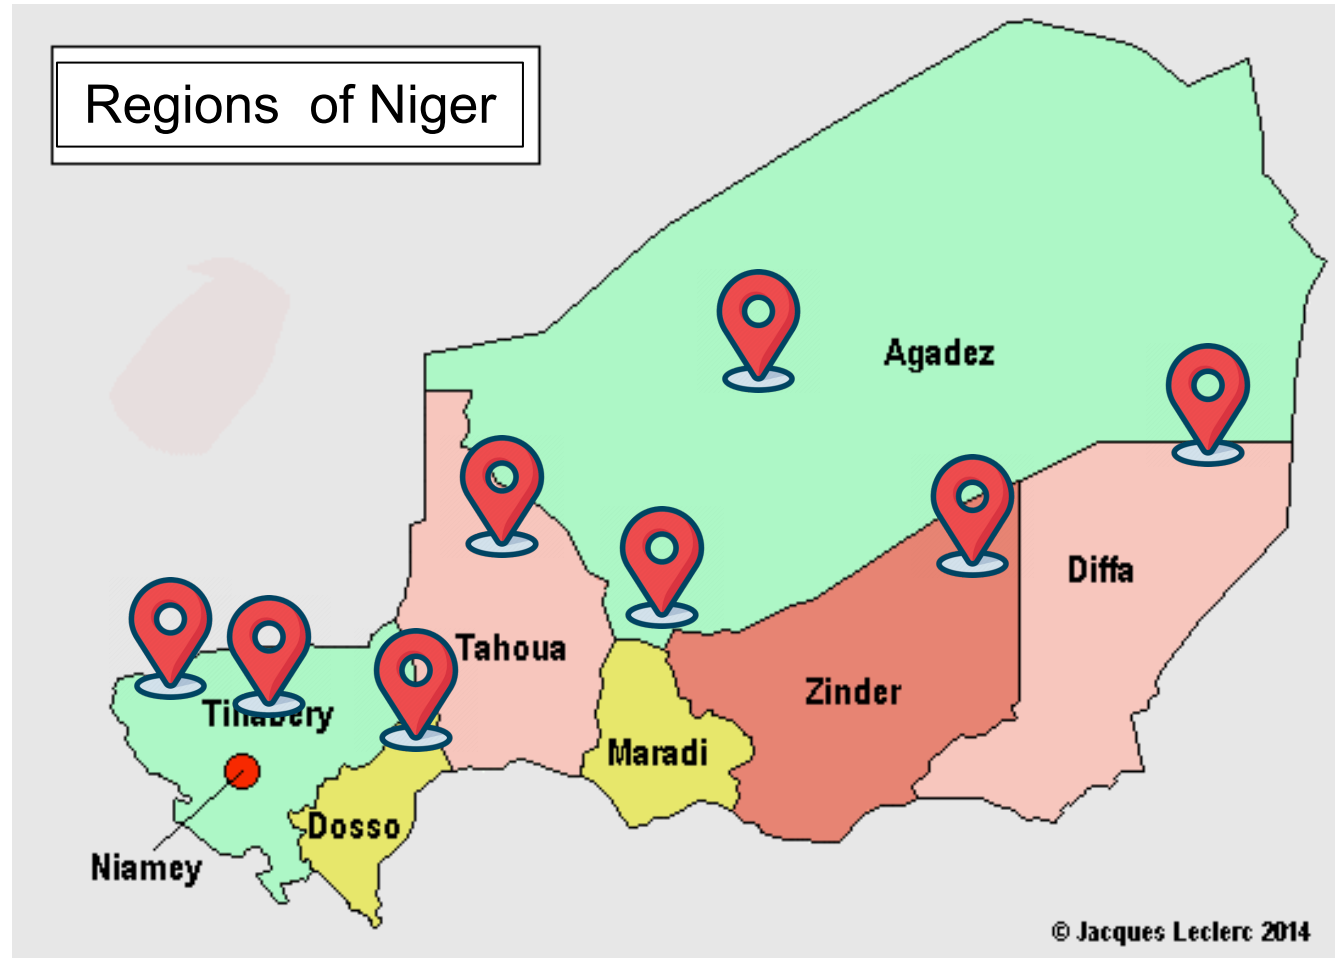 Regions of Niger
Agadez
Diffa
Tahoua
Zinder
Maradi
Dosso
Niamey
© Jacques Leclerc 2014